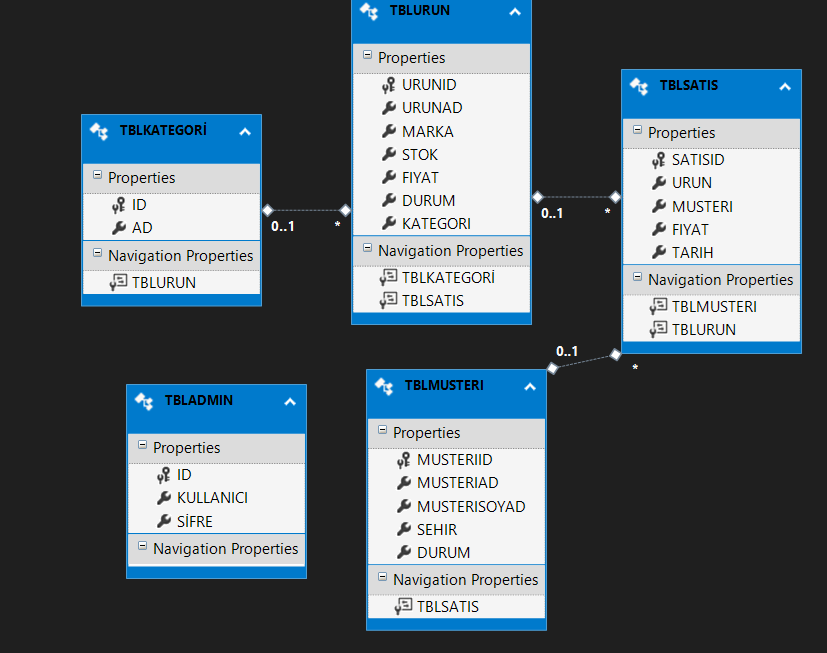 TBLURUN
Properties
URUNID
URUNAD
MARKA
STOK
FIYAT
DURUM
KATEGORI
Navigation Properties
TBLKATEGORİ
TBLSATIS
TBLSATIS
Properties
SATISID
URUN
MUSTERI
FIYAT
TARIH
Navigation Properties
TBLMUSTERI
TBLURUN
TBLKATEGORİ
Properties
ID
AD
Navigation Properties
TBLURUN
0..1
*
0..1
*
0..1
*
TBLADMIN
Properties
ID
KULLANICI
SİFRE
Navigation Properties
TBLMUSTERI
Properties
MUSTERIID
MUSTERIAD
MUSTERISOYAD
SEHIR
DURUM
Navigation Properties
TBLSATIS